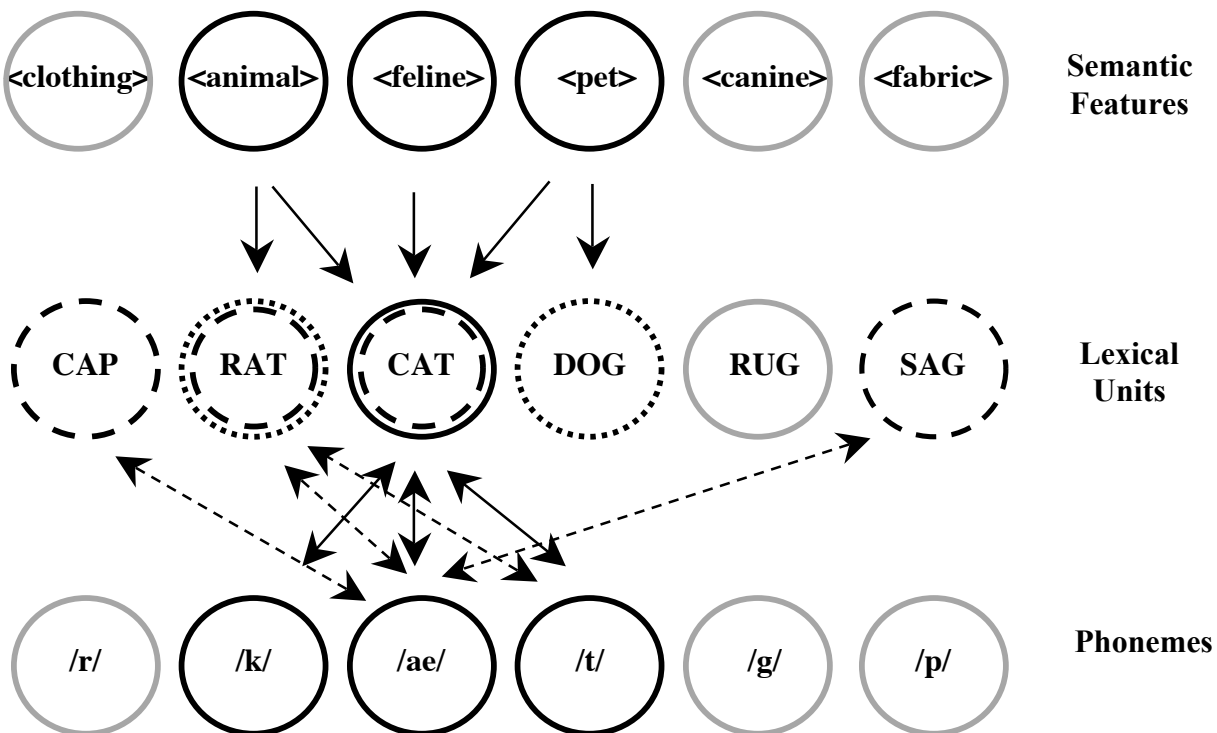 <clothing> <animal> <feline> <pet> <canine> <fabric>
Semantic
Features
CAP RAT CAT DOG RUG SAG
Lexical
Units
/r/ /k/ /ae/ /t/ /g/ /p/
Phonemes